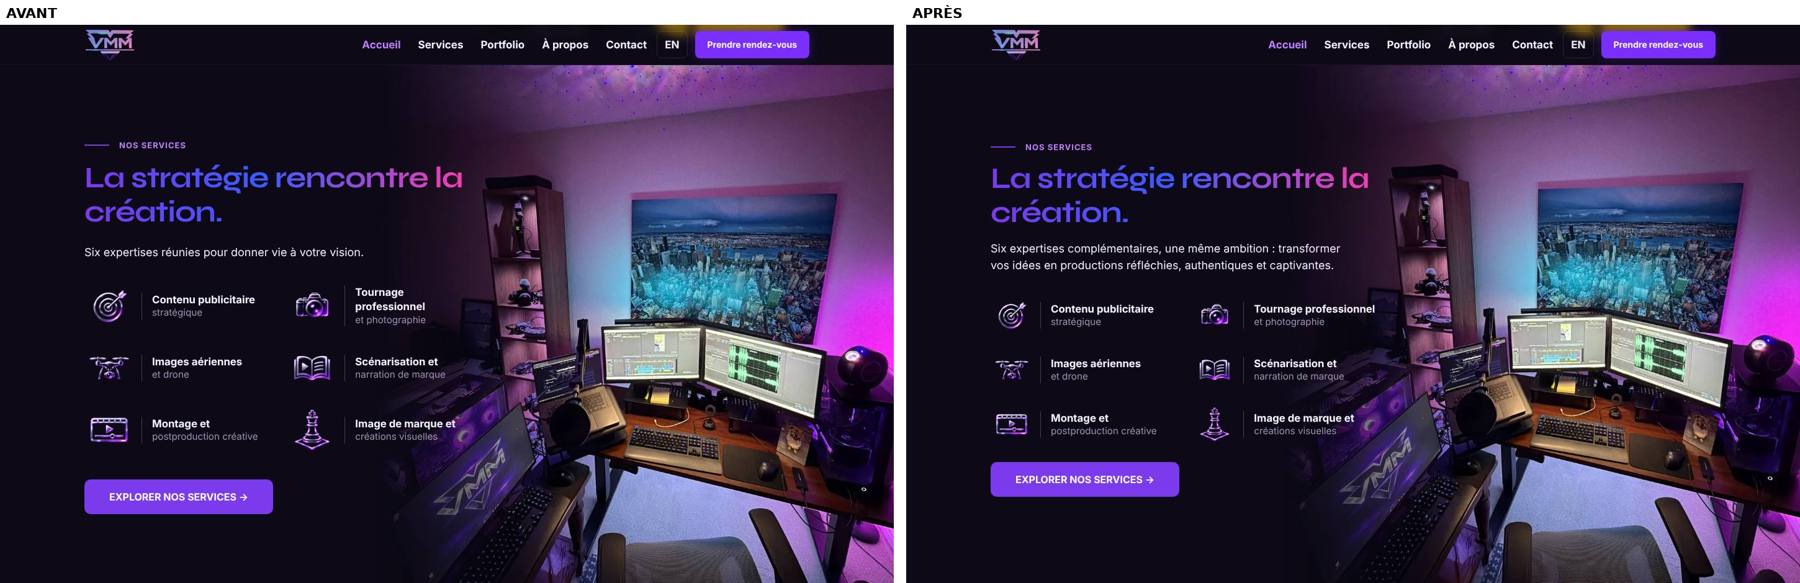 AVANT
VMM
Accueil Services Portfolio À propos Contact EN Prendre rendez-vous
NOS SERVICES
La stratégie rencontre la
création.
Six expertises réunies pour donner vie à votre vision.
Contenu publicitaire
stratégique
Tournage
professionnel
et photographie
Images aériennes
et drone
Scénarisation et
narration de marque
Montage et
postproduction créative
Image de marque et
créations visuelles
EXPLORER NOS SERVICES →
VMM
APRÈS
VMM
Accueil Services Portfolio À propos Contact EN Prendre rendez-vous
NOS SERVICES
La stratégie rencontre la
création.
Six expertises complémentaires, une même ambition : transformer
vos idées en productions réfléchies, authentiques et captivantes.
Contenu publicitaire
stratégique
Tournage professionnel
et photographie
Images aériennes
et drone
Scénarisation et
narration de marque
Montage et
postproduction créative
Image de marque et
créations visuelles
EXPLORER NOS SERVICES →
VMM